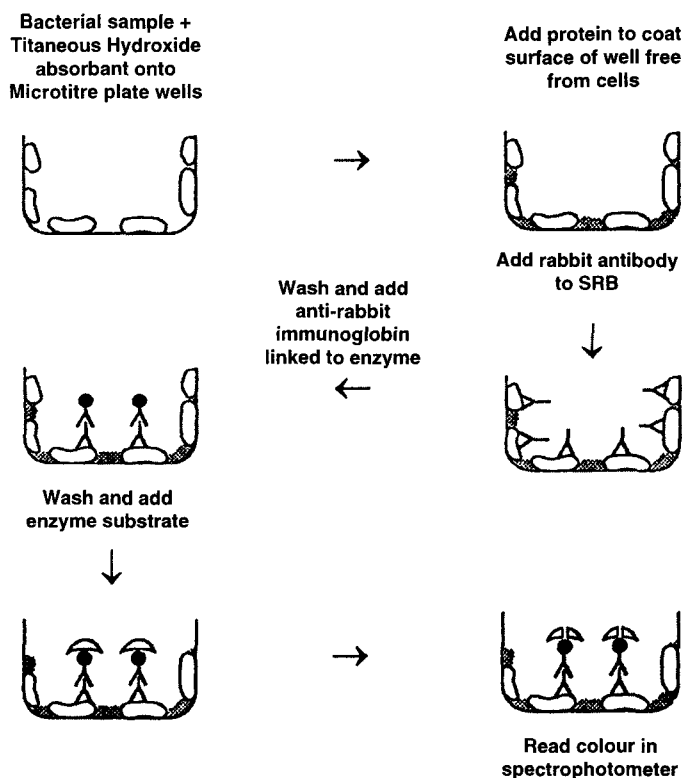 Bacterial sample +
Titaneous Hydroxide
absorbant onto
Microtitre plate wells
Add protein to coat
surface of well free
from cells
Add rabbit antibody
to SRB
Wash and add
anti-rabbit
immunoglobin
linked to enzyme
Wash and add
enzyme substrate
Read colour in
spectrophotometer